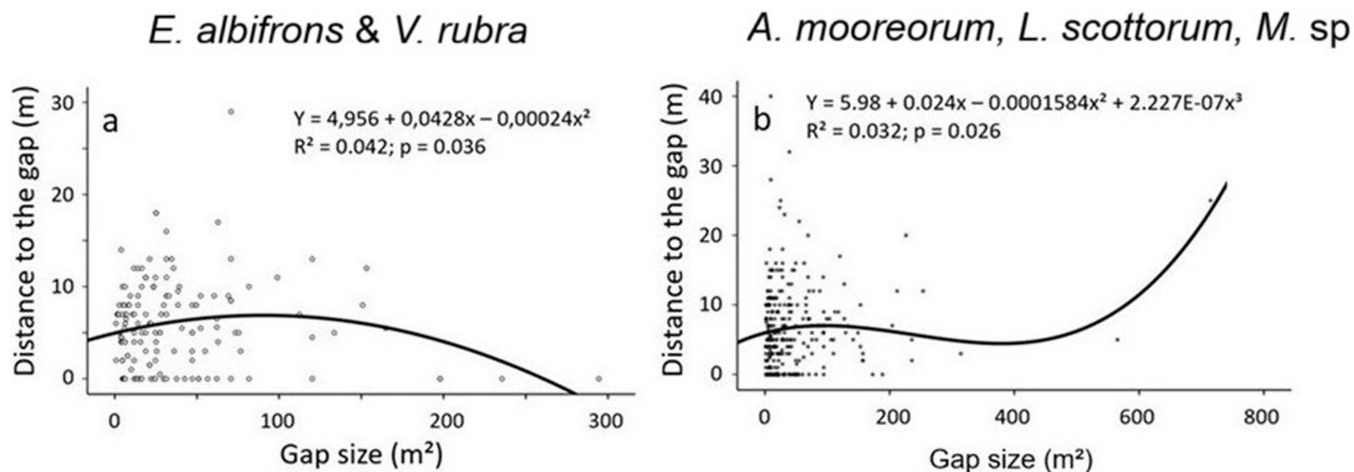 E. albifrons & V. rubra
A. mooreorum, L. scottorum, M. sp
Distance to the gap (m)
30
20
10
0
a
Y = 4,956 + 0,0428x – 0,00024x²
R² = 0.042; p = 0.036
0 100 200 300
Gap size (m²)
Distance to the gap (m)
40
30
20
10
0
b
Y = 5.98 + 0.024x – 0.0001584x² + 2.227E-07x³
R² = 0.032; p = 0.026
0 200 400 600 800
Gap size (m²)